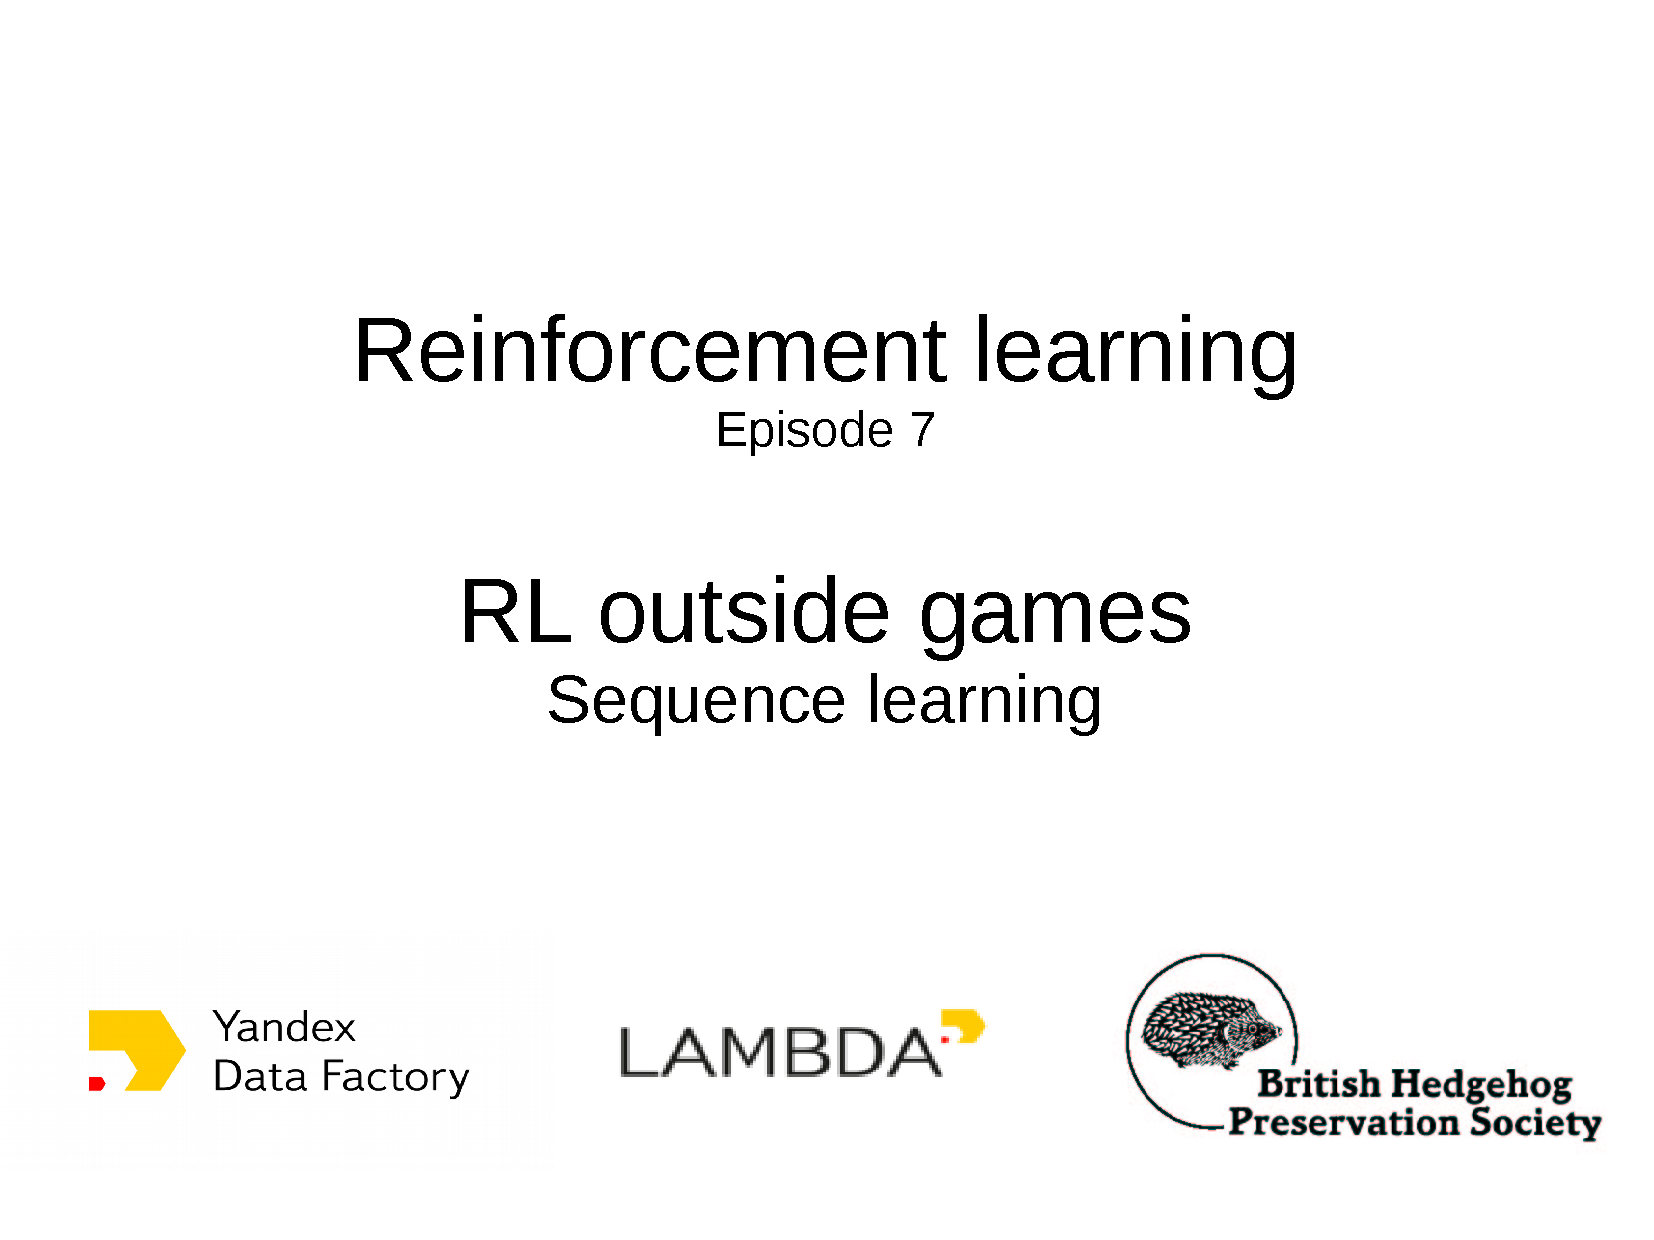 Reinforcement learning
Episode 7
RL outside games
Sequence learning
Yandex
Data Factory
LAMBDA
British Hedgehog
Preservation Society